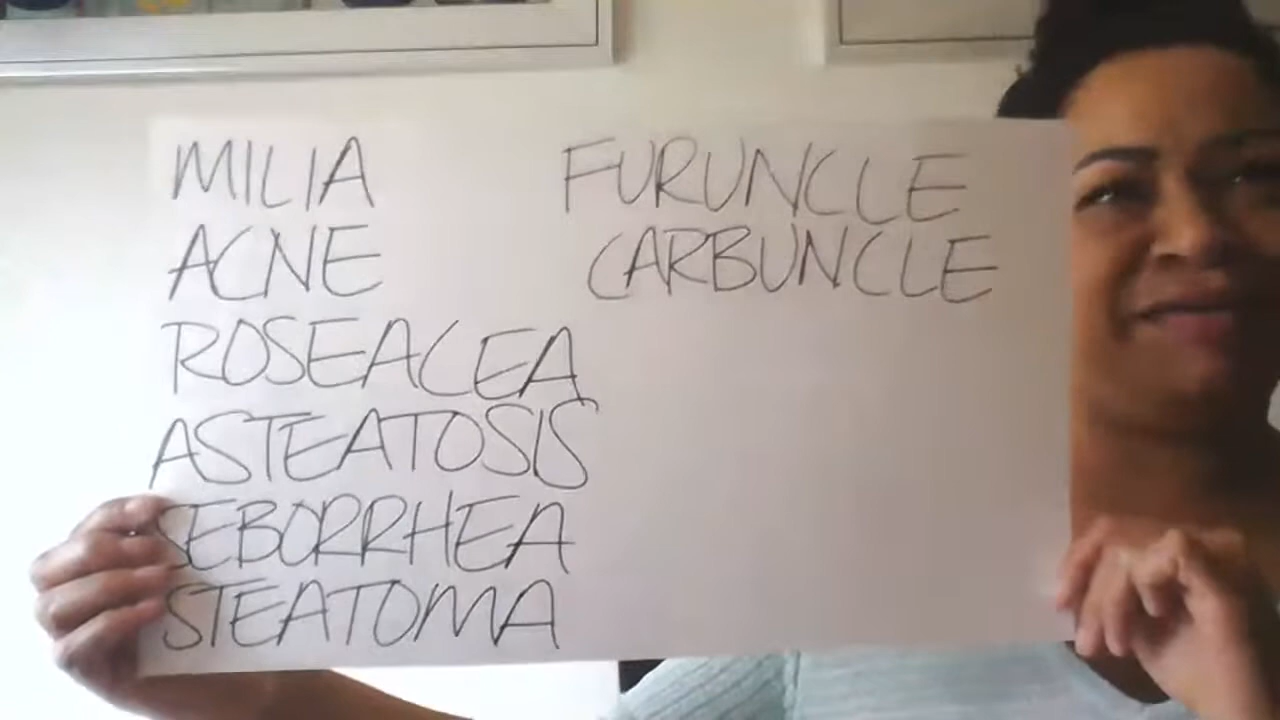 MILIA
ACNE
ROSEACEA
ASTEATOSIS
SEBORRHEA
STEATOMA
FURUNCLE
CARBUNCLE